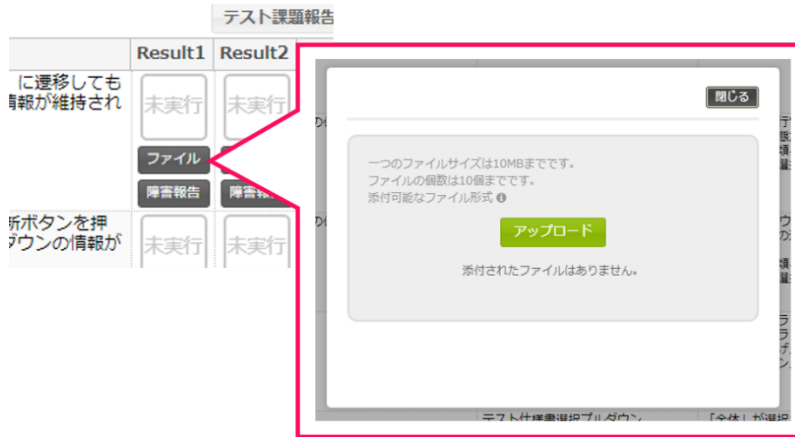 テスト課題報告
Result1 Result2
に遷移しても
情報が維持され
未実行 未実行
ファイル
障害報告 障害報
新ボタンを押
ダウンの情報が
未実行 未実行
閉じる
一つのファイルサイズは10MBまでです。
ファイルの個数は10個までです。
添付可能なファイル形式
アップロード
添付されたファイルはありません。
テスト仕様書選択プルダウン 「全体」が選択